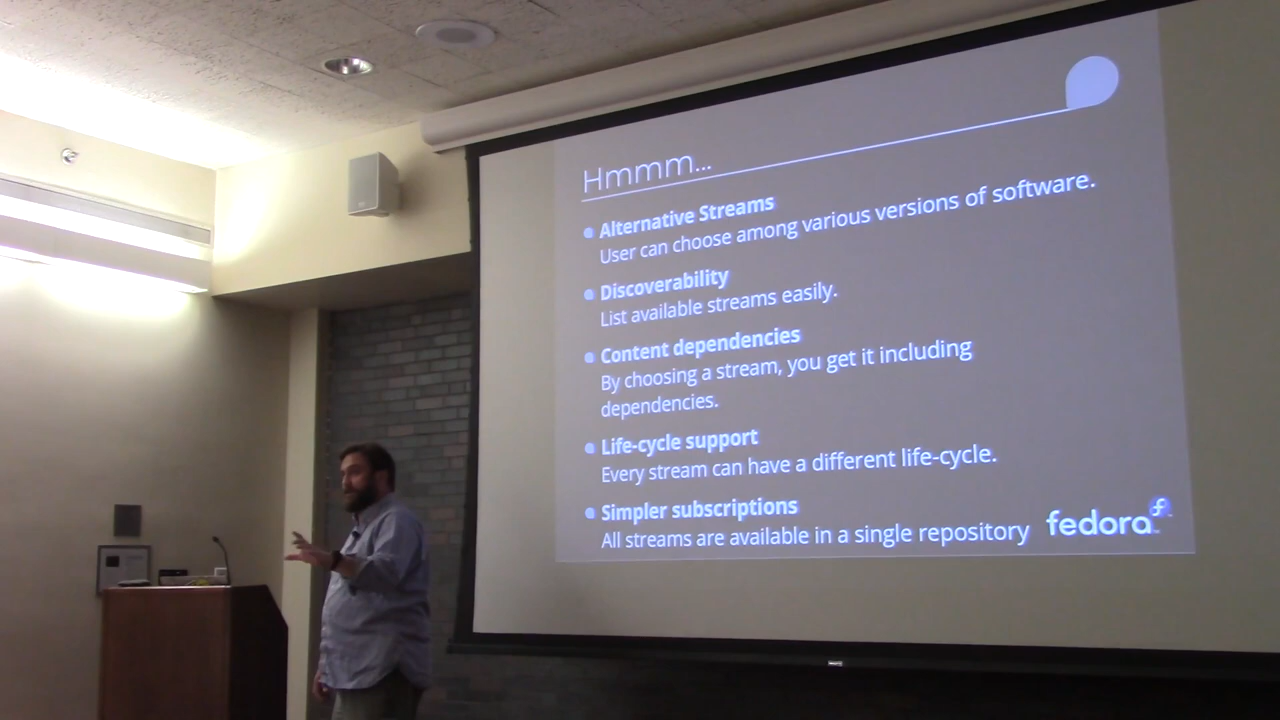 Hmmm...
Alternative Streams
User can choose among various versions of software.
Discoverability
List available streams easily.
Content dependencies
By choosing a stream, you get it including
dependencies.
Life-cycle support
Every stream can have a different life-cycle.
Simpler subscriptions
All streams are available in a single repository
fedora